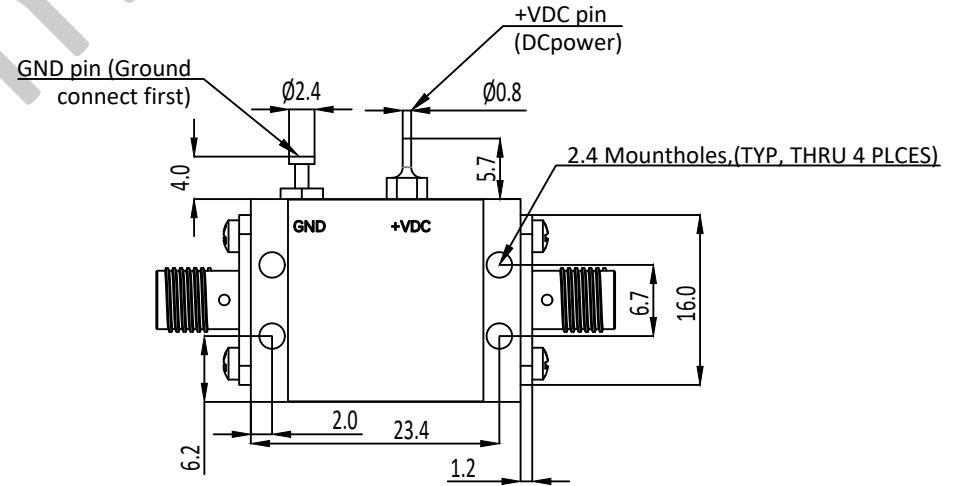 +VDC pin
(DCpower)
GND pin (Ground
connect first)
Ø2.4
Ø0.8
4.0
5.7
2.4 Mountholes,(TYP, THRU 4 PLCES)
GND
+VDC
6.7
16.0
6.2
2.0
23.4
1.2